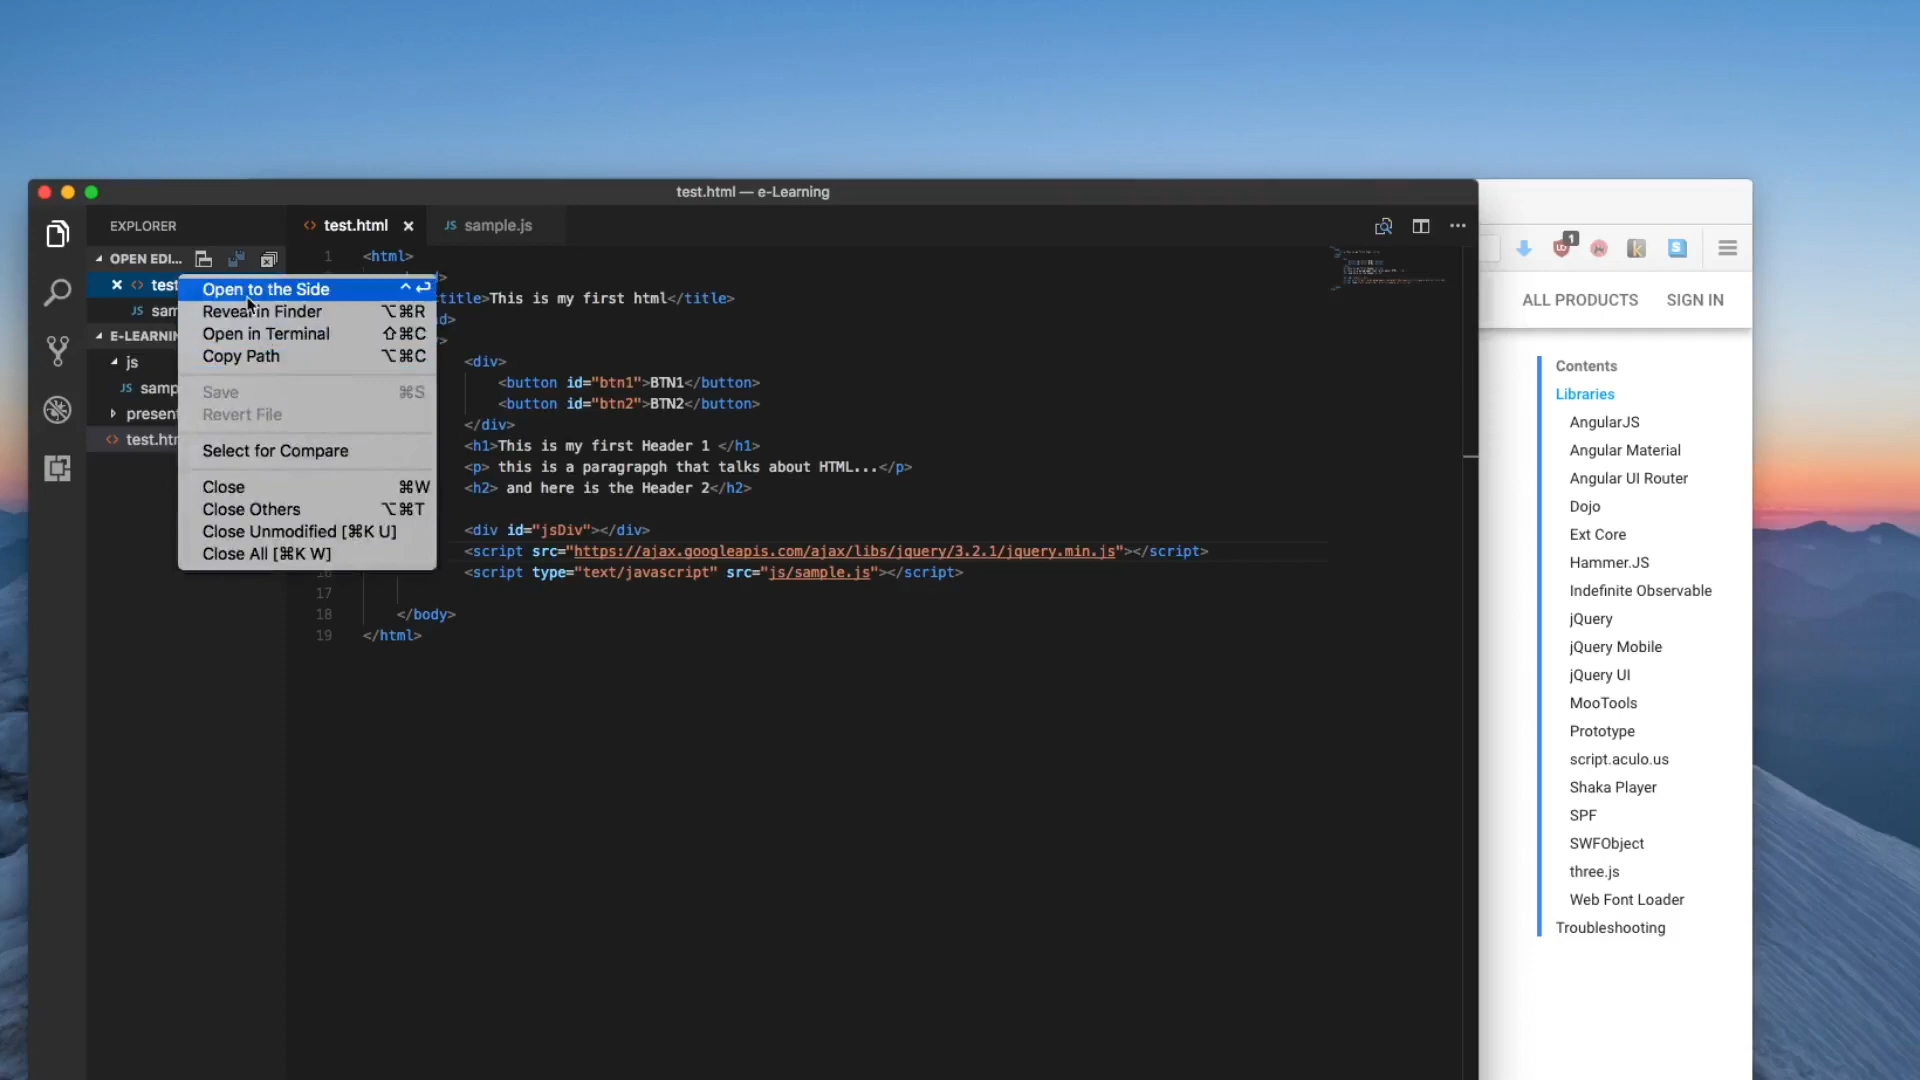 test.html — e-Learning
EXPLORER
test.html
JS sample.js
OPEN EDI...
test
JS sam
E-LEARNIN
js
JS samp
present
test.htm
Open to the Side
Reveal in Finder ⌥⌘R
Open in Terminal ⇧⌘C
Copy Path ⌥⌘C
Save ⌘S
Revert File
Select for Compare
Close ⌘W
Close Others ⌥⌘T
Close Unmodified [⌘K U]
Close All [⌘K W]
1 <html>
title>This is my first html</title>
d>
<div>
<button id="btn1">BTN1</button>
<button id="btn2">BTN2</button>
</div>
<h1>This is my first Header 1 </h1>
<p> this is a paragrapgh that talks about HTML...</p>
<h2> and here is the Header 2</h2>
<div id="jsDiv"></div>
<script src="https://ajax.googleapis.com/ajax/libs/jquery/3.2.1/jquery.min.js"></script>
<script type="text/javascript" src="js/sample.js"></script>
17
18 </body>
19 </html>
1
k
S
ALL PRODUCTS SIGN IN
Contents
Libraries
AngularJS
Angular Material
Angular UI Router
Dojo
Ext Core
Hammer.JS
Indefinite Observable
jQuery
jQuery Mobile
jQuery UI
MooTools
Prototype
script.aculo.us
Shaka Player
SPF
SWFObject
three.js
Web Font Loader
Troubleshooting